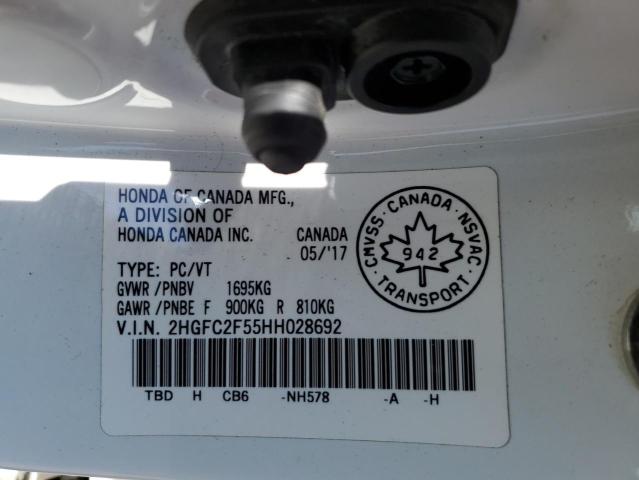 HONDA OF CANADA MFG.,
A DIVISION OF
HONDA CANADA INC. CANADA
05/'17
TYPE: PC/VT
GVWR /PNBV 1695KG
GAWR /PNBE F 900KG R 810KG
V.I.N. 2HGFC2F55HH028692
TBD H CB6 -NH578 -A -H
CMVSS · CANADA · NSVAC
942
TRANSPORT